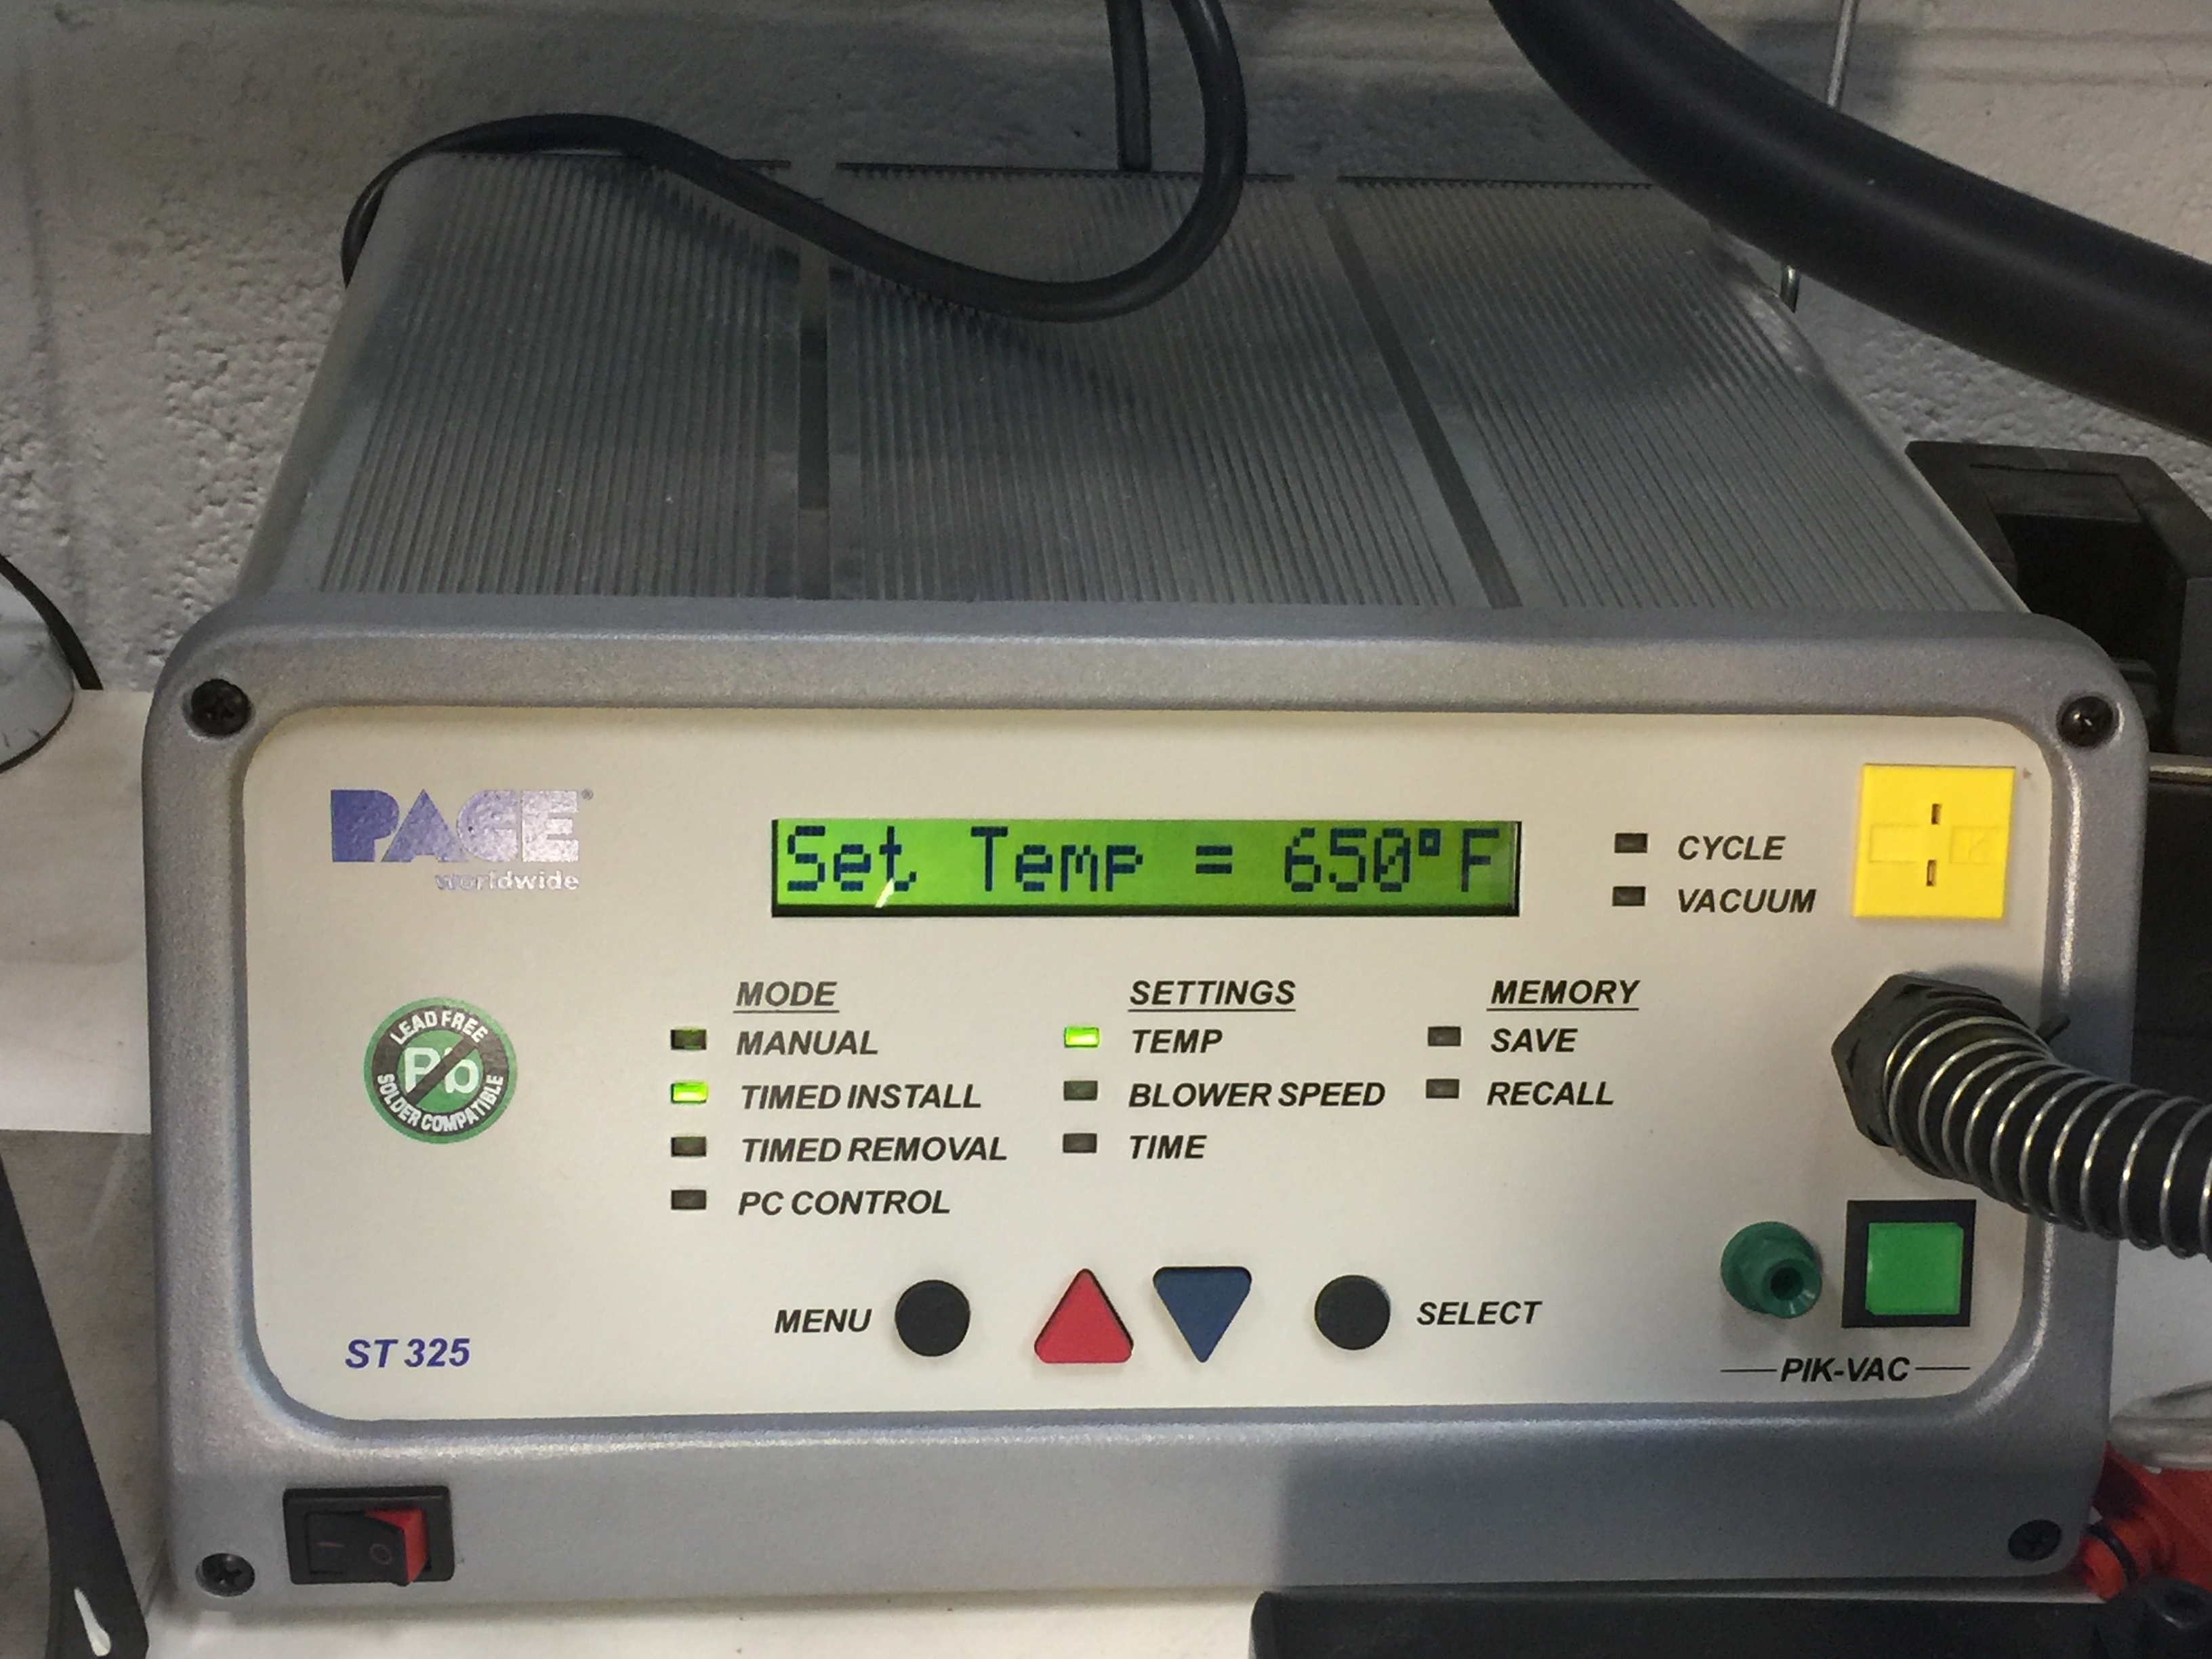 PACE®
worldwide
Set Temp = 650°F
CYCLE
VACUUM
K
LEAD FREE
Pb
SOLDER COMPATIBLE
MODE
MANUAL
TIMED INSTALL
TIMED REMOVAL
PC CONTROL
SETTINGS
TEMP
BLOWER SPEED
TIME
MEMORY
SAVE
RECALL
MENU
SELECT
PIK-VAC
ST 325
I O